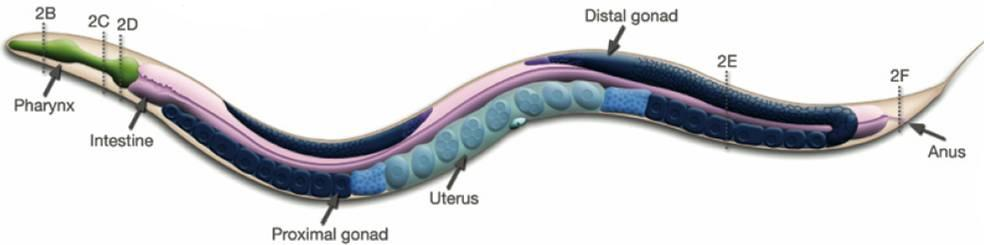 2B
2C
2D
Distal gonad
2E
2F
Pharynx
Intestine
Anus
Uterus
Proximal gonad